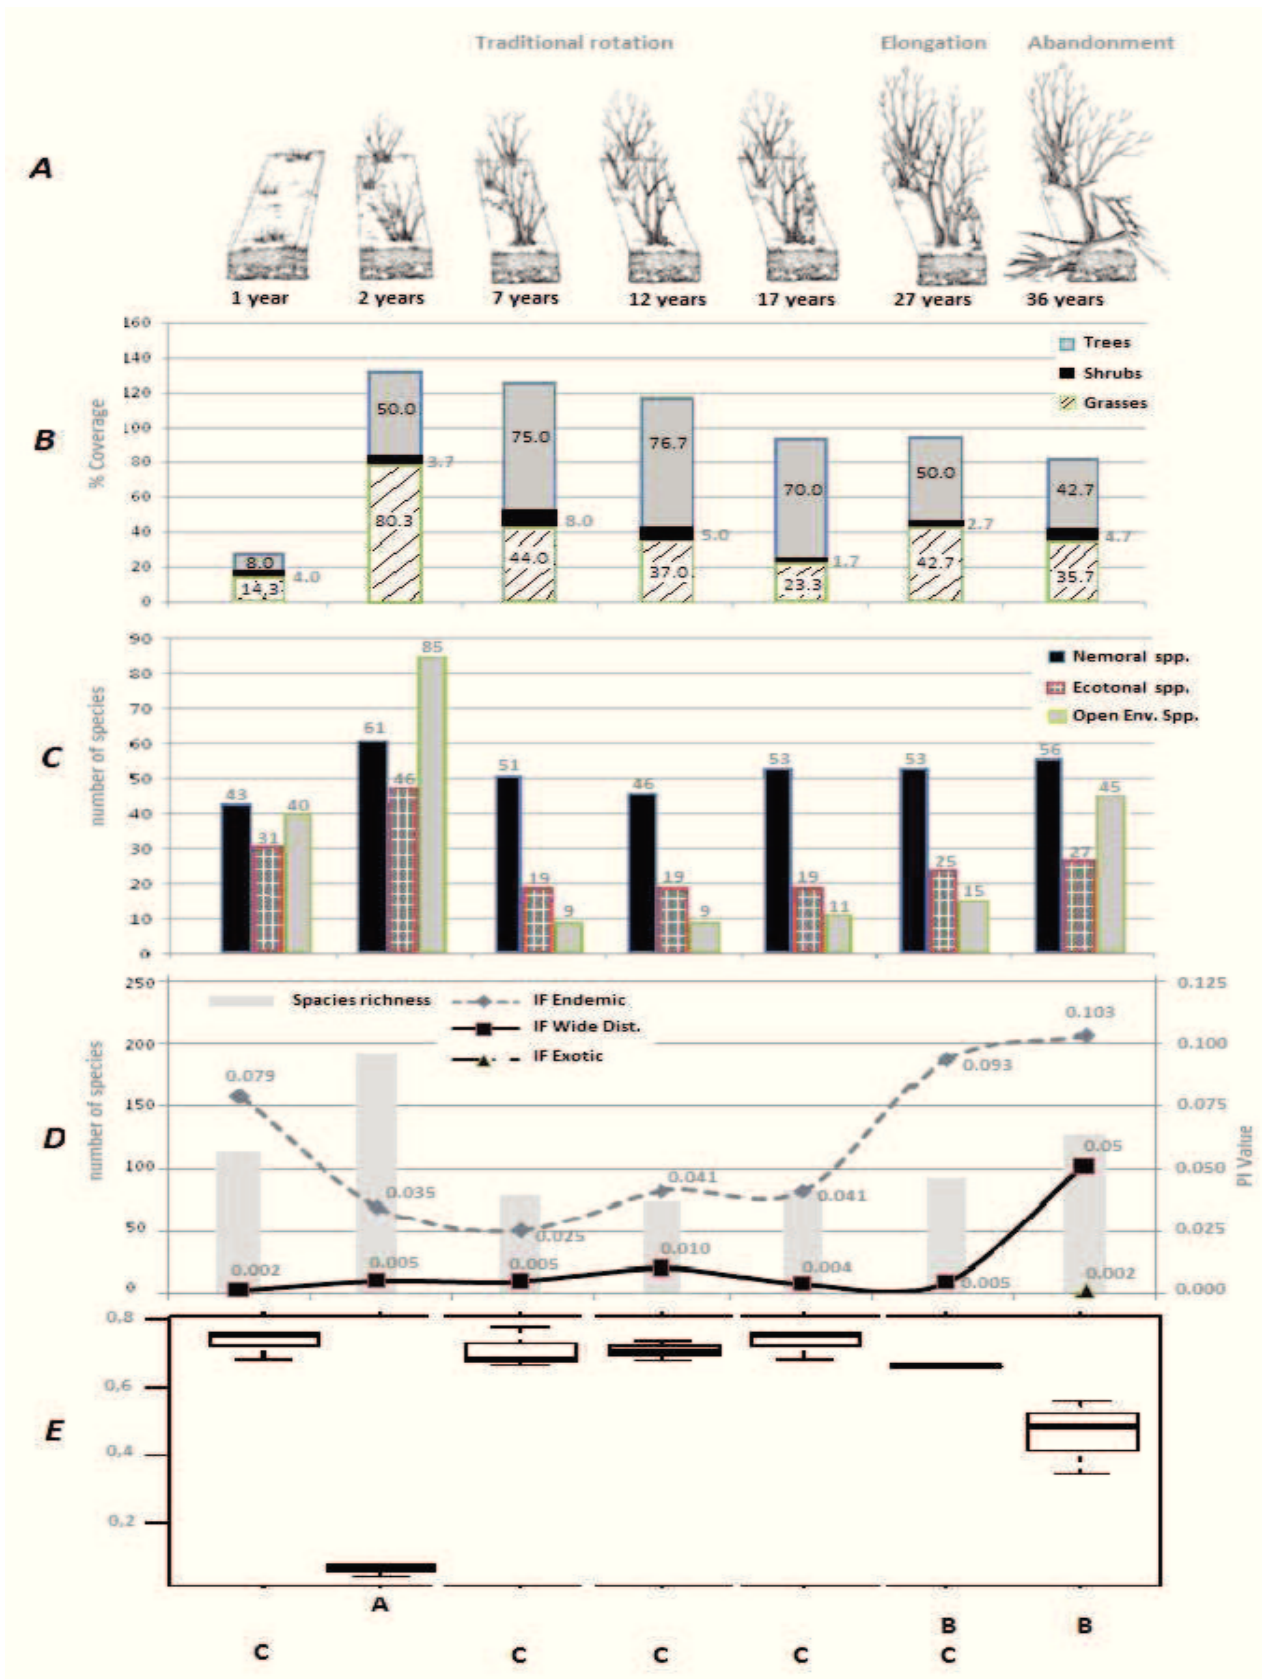 Traditional rotation Elongation Abandonment
A
1 year 2 years 7 years 12 years 17 years 27 years 36 years
B
% Coverage
160
140
120
100
80
60
40
20
0
Trees
Shrubs
Grasses
8.0 50.0 75.0 76.7 70.0 50.0 42.7
4.0 3.7 8.0 5.0 1.7 2.7 4.7
14,3 80.3 44.0 37.0 23.3 42.7 35.7
C
number of species
90
80
70
60
50
40
30
20
10
0
Nemoral spp.
Ecotonal spp.
Open Env. Spp.
43 31 40
61 46 85
51 19 9
46 19 9
53 19 11
53 25 15
56 27 45
D
number of species
250
200
150
100
50
0
Spacies richness
IF Endemic
IF Wide Dist.
IF Exotic
0.079 0.035 0.025 0.041 0.041 0.093 0.103
0.002 0.005 0.005 0.010 0.004 0.005 0.05
0.002
0.125
0.100
0.075
0.050
0.025
0.000
PI Value
E
0,8
0,6
0,4
0,2
A
B B
C C C C C